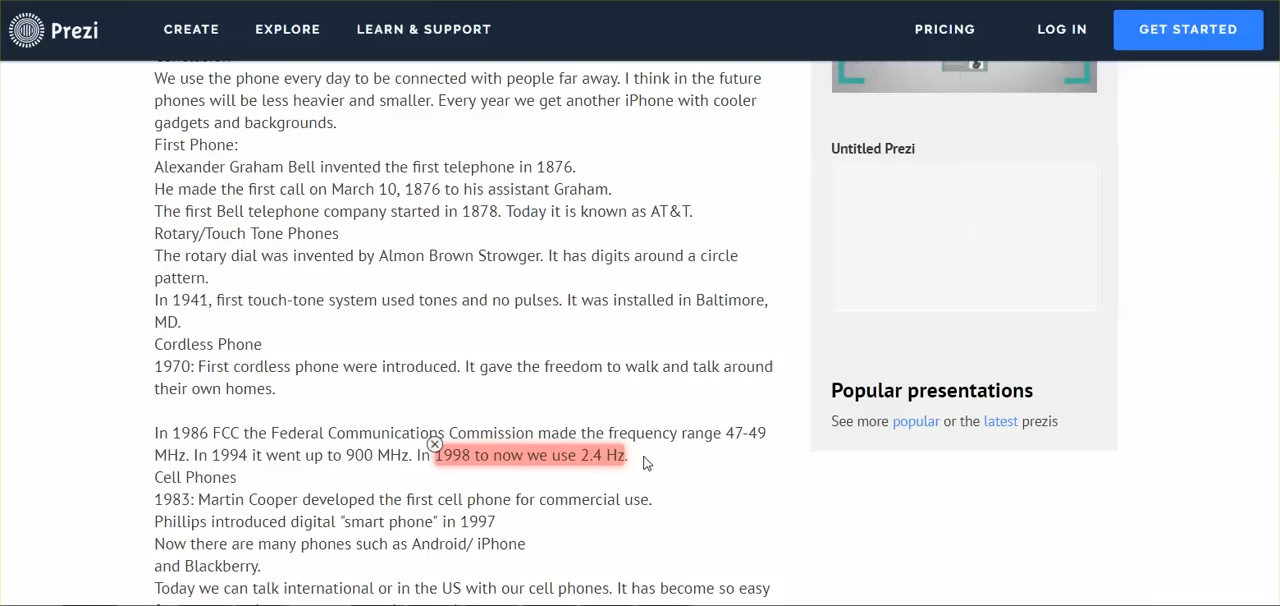 Prezi CREATE EXPLORE LEARN & SUPPORT PRICING LOG IN GET STARTED
We use the phone every day to be connected with people far away. I think in the future
phones will be less heavier and smaller. Every year we get another iPhone with cooler
gadgets and backgrounds.
First Phone:
Alexander Graham Bell invented the first telephone in 1876.
He made the first call on March 10, 1876 to his assistant Graham.
The first Bell telephone company started in 1878. Today it is known as AT&T.
Rotary/Touch Tone Phones
The rotary dial was invented by Almon Brown Strowger. It has digits around a circle
pattern.
In 1941, first touch-tone system used tones and no pulses. It was installed in Baltimore,
MD.
Cordless Phone
1970: First cordless phone were introduced. It gave the freedom to walk and talk around
their own homes.
In 1986 FCC the Federal Communications Commission made the frequency range 47-49
MHz. In 1994 it went up to 900 MHz. In 1998 to now we use 2.4 Hz.
Cell Phones
1983: Martin Cooper developed the first cell phone for commercial use.
Phillips introduced digital "smart phone" in 1997
Now there are many phones such as Android/ iPhone
and Blackberry.
Today we can talk international or in the US with our cell phones. It has become so easy
Untitled Prezi
Popular presentations
See more popular or the latest prezis